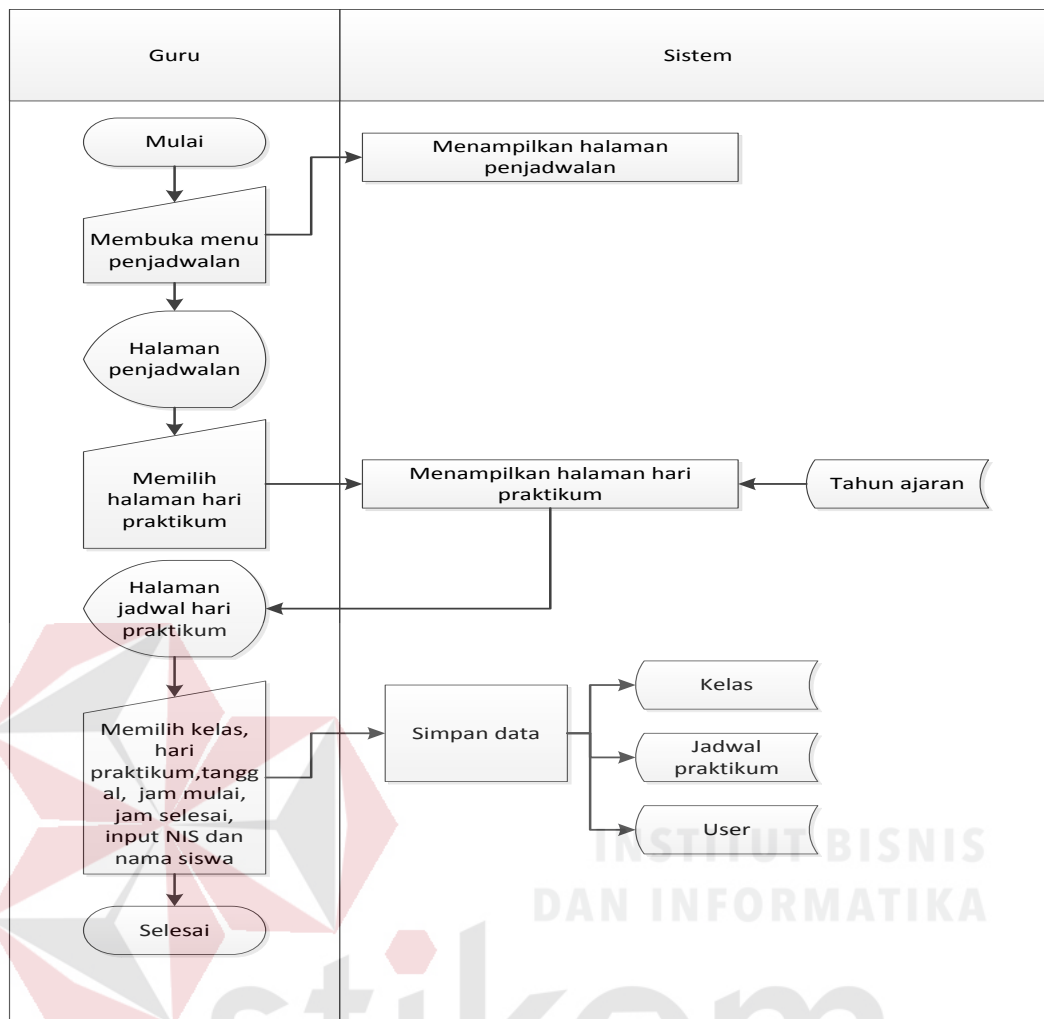 Guru
Sistem
Mulai
Menampilkan halaman
penjadwalan
Membuka menu
penjadwalan
Halaman
penjadwalan
Memilih
halaman hari
praktikum
Menampilkan halaman hari
praktikum
Tahun ajaran
Halaman
jadwal hari
praktikum
Memilih kelas,
hari
praktikum,tangg
al, jam mulai,
jam selesai,
input NIS dan
nama siswa
Simpan data
Kelas
Jadwal
praktikum
User
Selesai
INSTITUT BISNIS
DAN INFORMATIKA
stikom